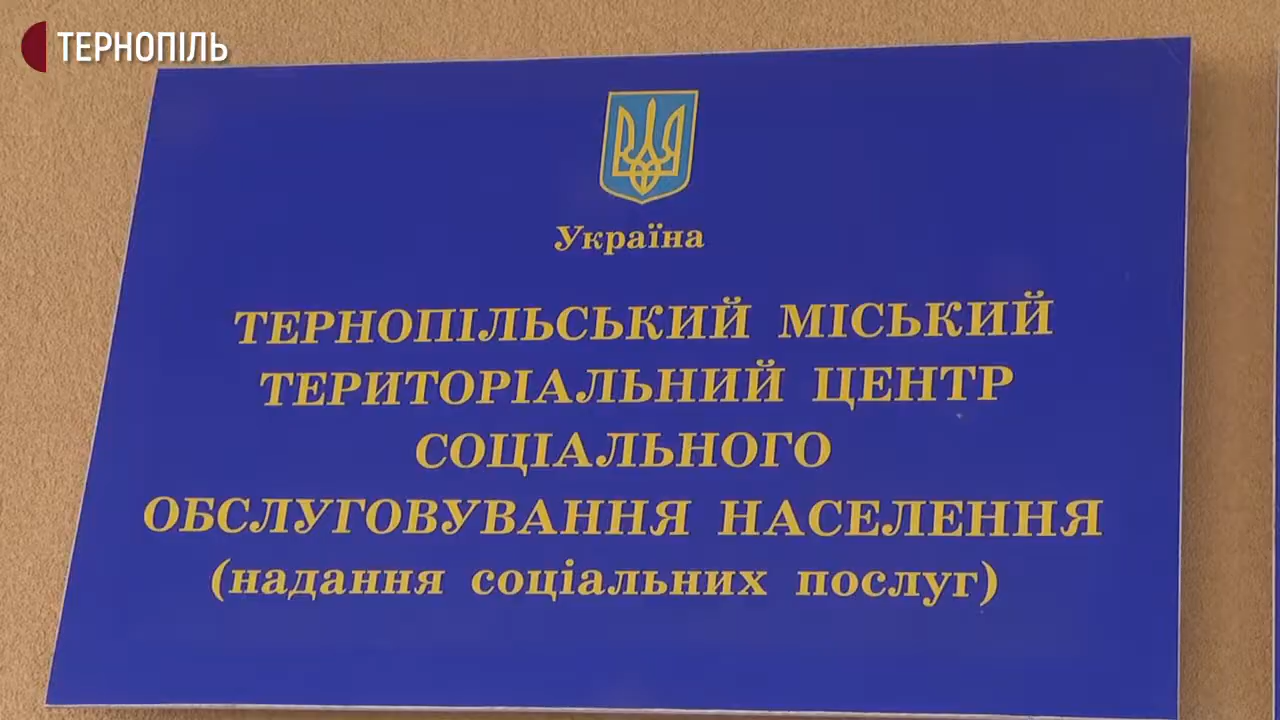 ТЕРНОПІЛЬ
Україна
ТЕРНОПІЛЬСЬКИЙ МІСЬКИЙ
ТЕРИТОРІАЛЬНИЙ ЦЕНТР
СОЦІАЛЬНОГО
ОБСЛУГОВУВАННЯ НАСЕЛЕННЯ
(надання соціальних послуг)